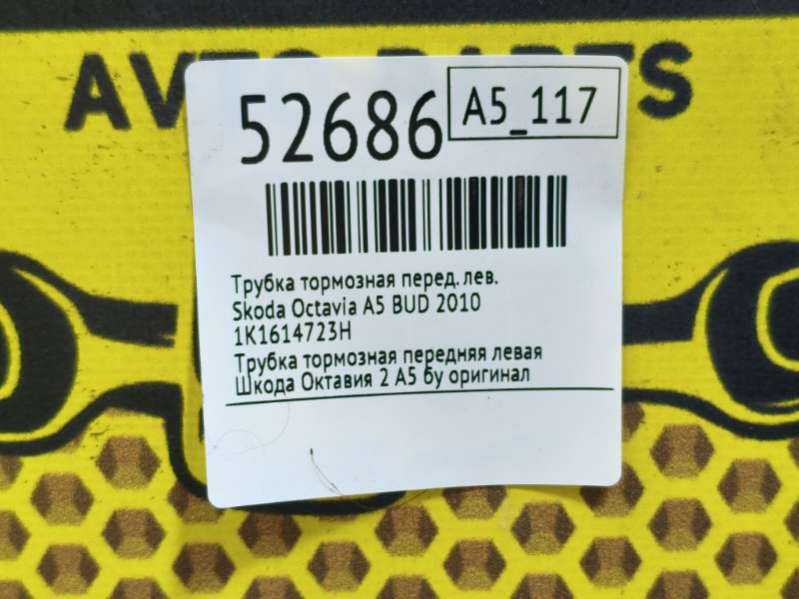 AVTO PARTS
52686
A5_117
Трубка тормозная перед. лев.
Skoda Octavia A5 BUD 2010
1K1614723H
Трубка тормозная передняя левая
Шкода Октавия 2 А5 бу оригинал